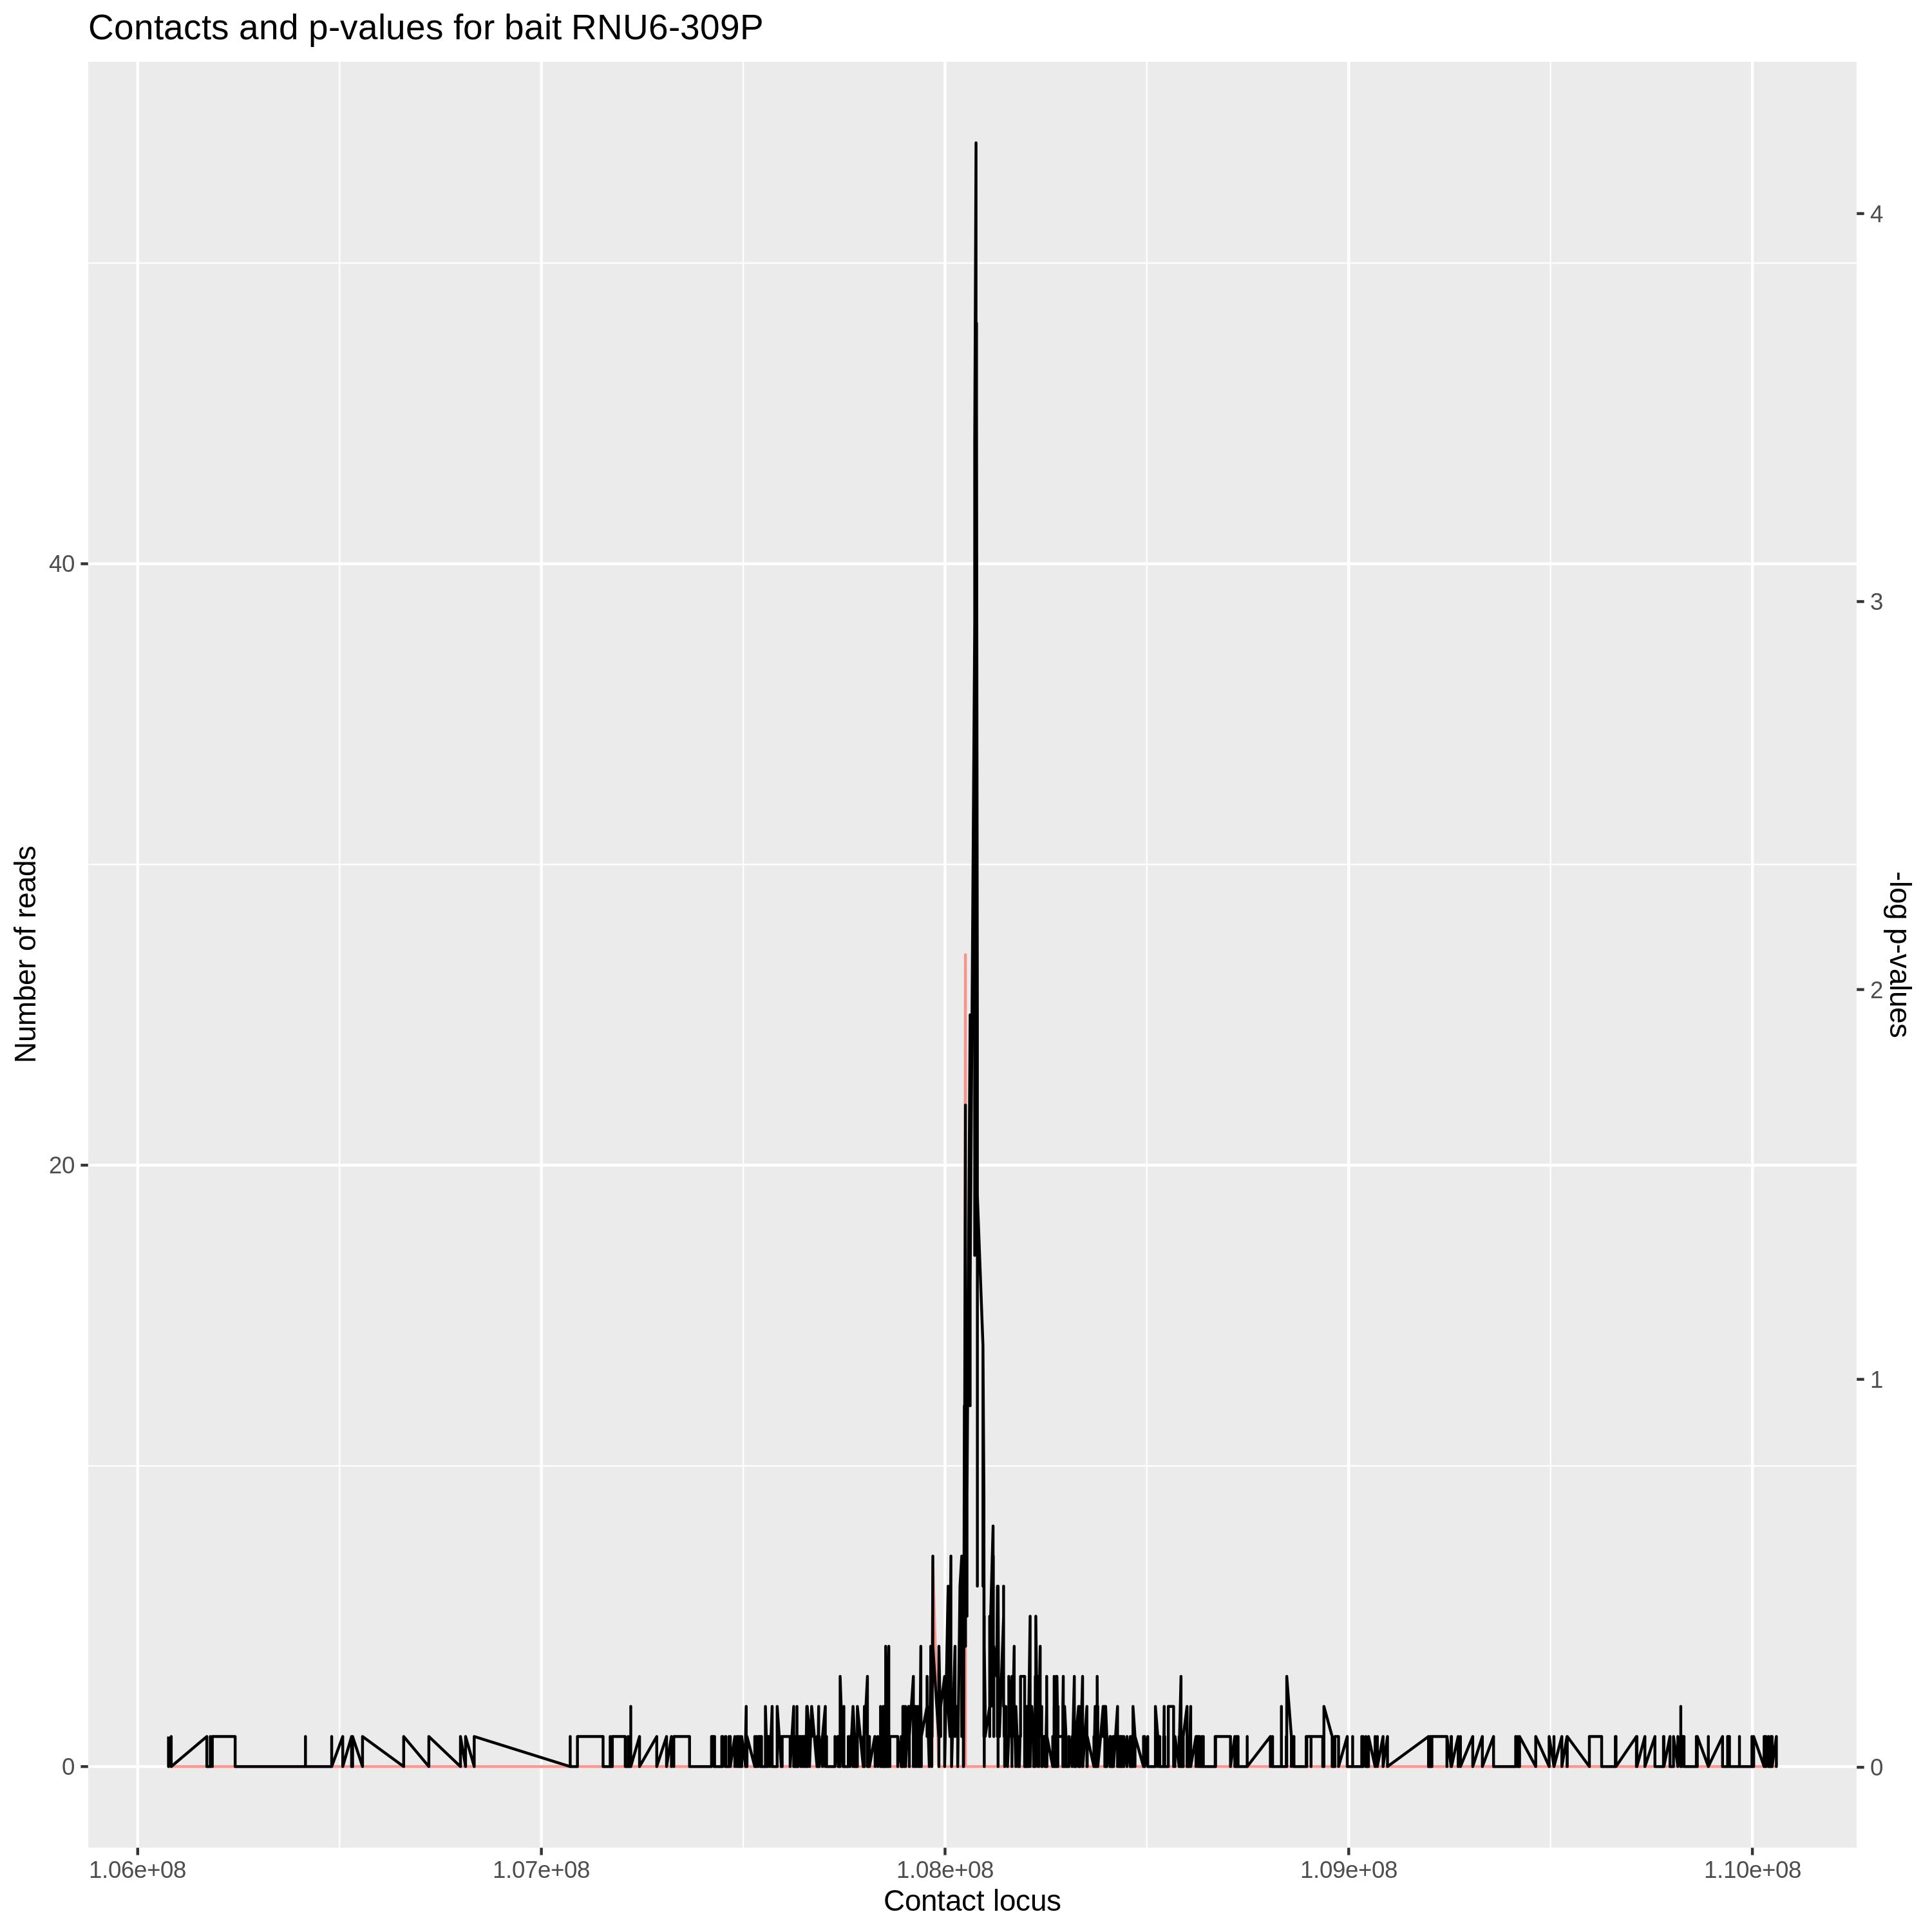 Contacts and p-values for bait RNU6-309P
40
20
0
Number of reads
4
3
2
1
0
-log p-values
1.06e+08 1.07e+08 1.08e+08 1.09e+08 1.10e+08
Contact locus